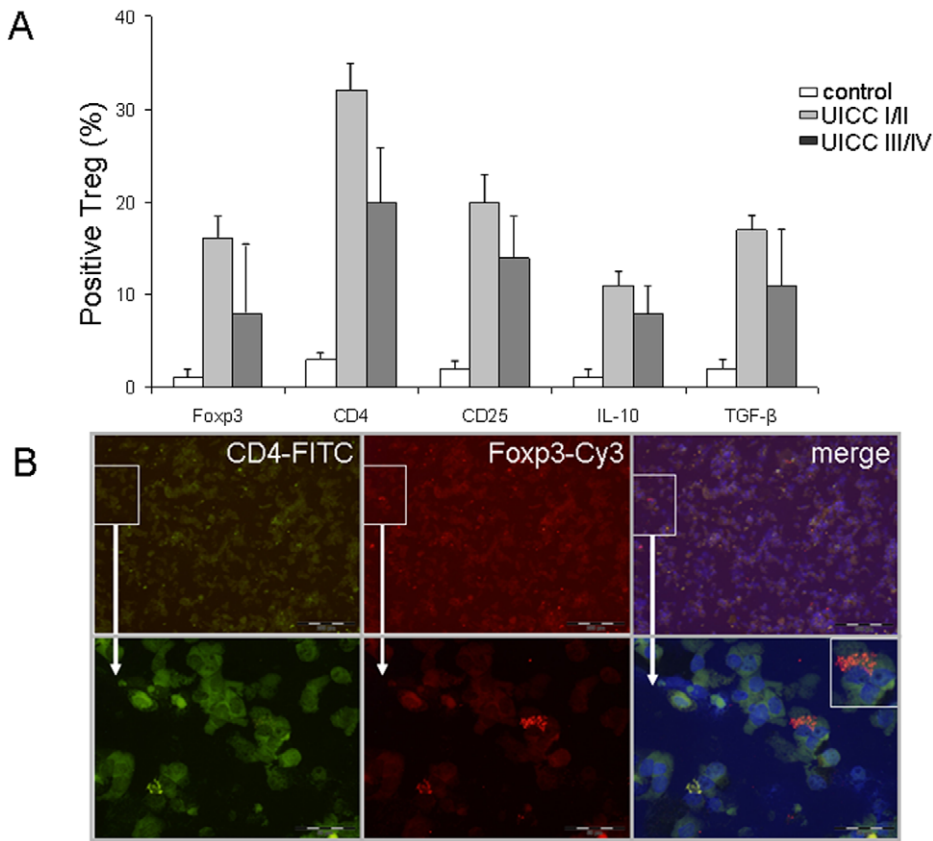 A
Positive Treg (%)
40
30
20
10
0
control
UICC I/II
UICC III/IV
Foxp3 CD4 CD25 IL-10 TGF-β
B
CD4-FITC Foxp3-Cy3 merge